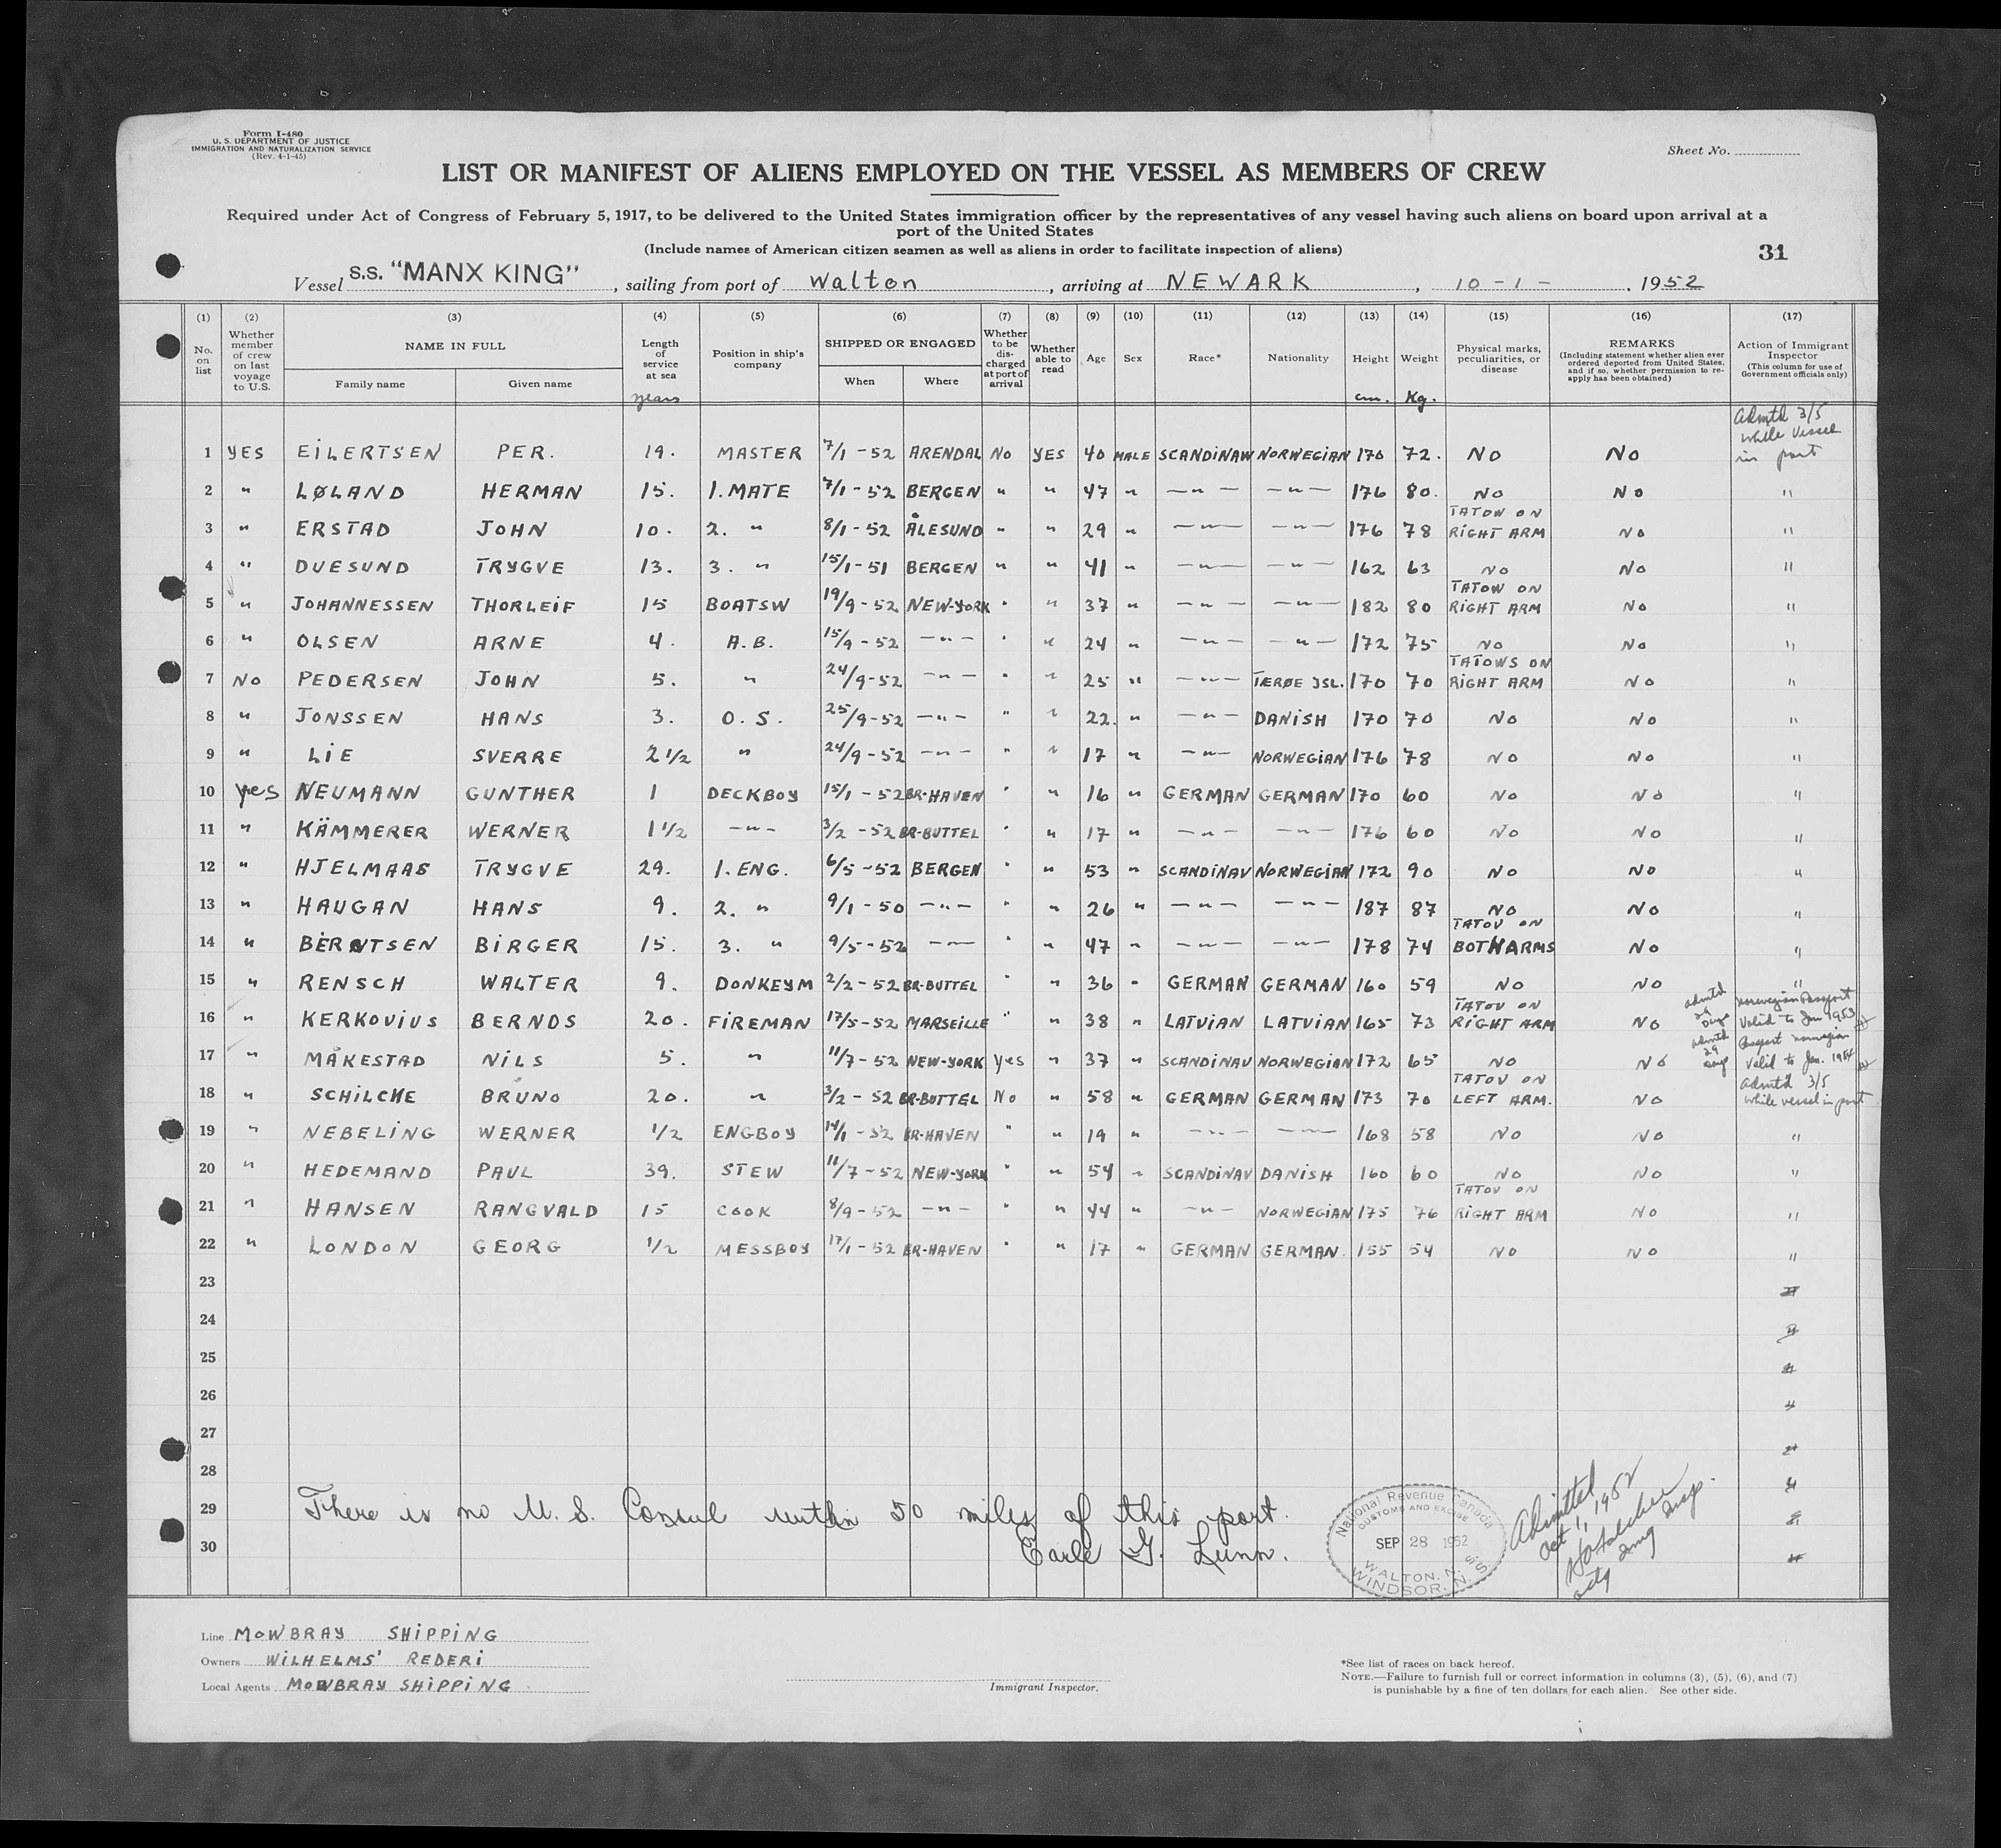 Form I-480
U. S. DEPARTMENT OF JUSTICE
IMMIGRATION AND NATURALIZATION SERVICE
(Rev. 4-1-45)
Sheet No.
LIST OR MANIFEST OF ALIENS EMPLOYED ON THE VESSEL AS MEMBERS OF CREW
Required under Act of Congress of February 5, 1917, to be delivered to the United States immigration officer by the representatives of any vessel having such aliens on board upon arrival at a
port of the United States
(Include names of American citizen seamen as well as aliens in order to facilitate inspection of aliens)
31
Vessel S.S. "MANX KING", sailing from port of Walton, arriving at NEWARK, 10-1-, 1952
(1) No. on list
(2) Whether member of crew on last voyage to U.S.
(3) NAME IN FULL Family name Given name
(4) Length of service at sea years
(5) Position in ship's company
(6) SHIPPED OR ENGAGED When Where
(7) Whether to be discharged at port of arrival
(8) Whether able to read
(9) Age
(10) Sex
(11) Race*
(12) Nationality
(13) Height cm.
(14) Weight Kg.
(15) Physical marks, peculiarities, or disease
(16) REMARKS (Including statement whether alien ever ordered deported from United States, and if so, whether permission to reapply has been obtained)
(17) Action of Immigrant Inspector (This column for use of Government officials only)
1 YES EILERTSEN PER. 19. MASTER 7/1-52 ARENDAL No YES 40 MALE SCANDINAW NORWEGIAN 170 72. NO NO Admtd 3/5 while Vessel in port
2 " LØLAND HERMAN 15. 1. MATE 7/1-52 BERGEN " " 47 " —"— —"— 176 80. NO NO "
3 " ERSTAD JOHN 10. 2. " 8/1-52 ÅLESUND " " 29 " —"— —"— 176 78 TATOW ON RIGHT ARM NO "
4 " DUESUND TRYGVE 13. 3. " 15/1-51 BERGEN " " 41 " —"— —"— 162 63 NO NO "
5 " JOHANNESSEN THORLEIF 15 BOATSW 19/9-52 NEW-YORK " " 37 " —"— —"— 182 80 TATOW ON RIGHT ARM NO "
6 " OLSEN ARNE 4. A.B. 15/9-52 —"— " " 24 " —"— —"— 172 75 NO NO "
7 NO PEDERSEN JOHN 5. " 24/9-52 —"— " " 25 " —"— TÆRØE ISL. 170 70 TATOWS ON RIGHT ARM NO "
8 " JONSSEN HANS 3. O.S. 25/9-52 —"— " " 22. " —"— DANISH 170 70 NO NO "
9 " LIE SVERRE 2 1/2 " 24/9-52 —"— " " 17 " —"— NORWEGIAN 176 78 NO NO "
10 yes NEUMANN GUNTHER 1 DECKBOY 15/1-52 BR-HAVEN " " 16 " GERMAN GERMAN 170 60 NO NO "
11 " KÄMMERER WERNER 1 1/2 —"— 3/2-52 BR-BUTTEL " " 17 " —"— —"— 176 60 NO NO "
12 " HJELMAAS TRYGVE 29. 1. ENG. 6/5-52 BERGEN " " 53 " SCANDINAV NORWEGIAN 172 90 NO NO "
13 " HAUGAN HANS 9. 2. " 9/1-50 —"— " " 26 " —"— —"— 187 87 NO NO "
14 " BERNTSEN BIRGER 15. 3. " 9/5-52 —"— " " 47 " —"— —"— 178 74 TATOV ON BOTH ARMS NO "
15 " RENSCH WALTER 9. DONKEYM 2/2-52 BR-BUTTEL " " 36 " GERMAN GERMAN 160 59 NO NO "
16 " KERKOVIUS BERNDS 20. FIREMAN 17/5-52 MARSEILLE " " 38 " LATVIAN LATVIAN 165 73 TATOV ON RIGHT ARM NO admtd 29 Days Norwegian Passport Valid to Jan 1953
17 " MÅKESTAD NILS 5. " 11/7-52 NEW-YORK yes " 37 " SCANDINAV NORWEGIAN 172 65 NO NO admtd 29 Days Passport Norwegian Valid to Jan. 1954
18 " SCHILCHE BRUNO 20. " 3/2-52 BR-BUTTEL No " 58 " GERMAN GERMAN 173 70 TATOV ON LEFT ARM. NO Admtd 3/5 while vessel in port
19 " NEBELING WERNER 1/2 ENGBOY 14/1-52 BR-HAVEN " " 19 " —"— —"— 168 58 NO NO "
20 " HEDEMAND PAUL 39. STEW 11/7-52 NEW-YORK " " 54 " SCANDINAV DANISH 160 60 NO NO "
21 " HANSEN RANGVALD 15 COOK 8/9-52 —"— " " 44 " —"— NORWEGIAN 175 76 TATOV ON RIGHT ARM NO "
22 " LONDON GEORG 1/2 MESSBOY 17/1-52 BR-HAVEN " " 17 " GERMAN GERMAN. 155 54 NO NO "
23
24
25
26
27
28
29 There is no U.S. Consul within 50 miles of this port.
30 Earle G. Lunn.
National Revenue Canada
CUSTOMS AND EXCISE
SEP 28 1952
WALTON, N.S.
WINDSOR, N.S.
Admitted
Oct 1, 1952
actg Img Insp.
Line MOWBRAY SHIPPING
Owners WILHELMS' REDERI
Local Agents MOWBRAY SHIPPING
Immigrant Inspector.
*See list of races on back hereof.
NOTE.—Failure to furnish full or correct information in columns (3), (5), (6), and (7)
is punishable by a fine of ten dollars for each alien. See other side.